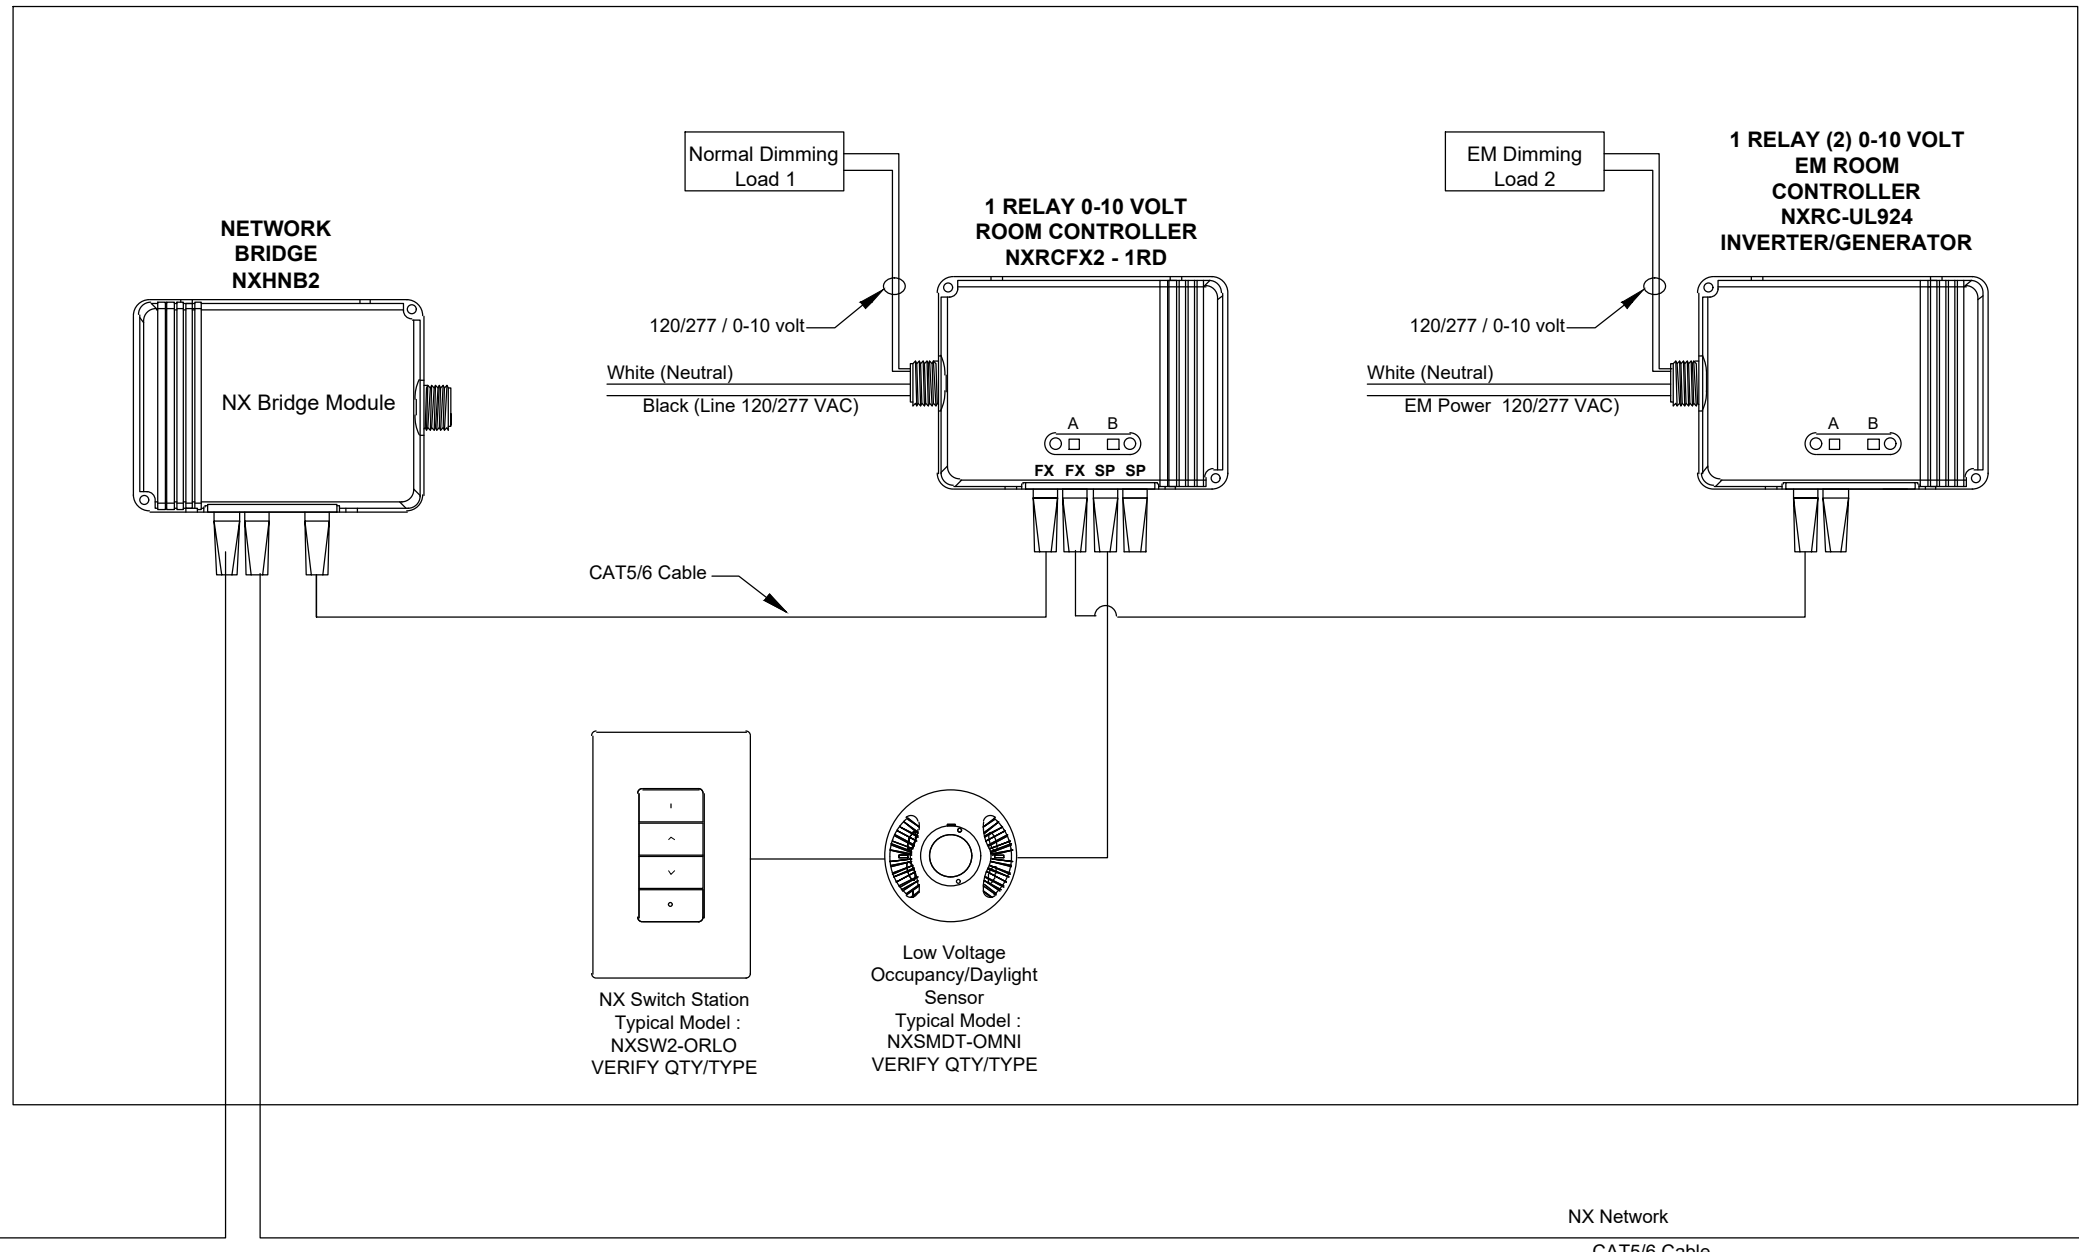 NETWORK
BRIDGE
NXHNB2
NX Bridge Module
Normal Dimming
Load 1
1 RELAY 0-10 VOLT
ROOM CONTROLLER
NXRCFX2 - 1RD
120/277 / 0-10 volt
White (Neutral)
Black (Line 120/277 VAC)
A B
FX FX SP SP
EM Dimming
Load 2
1 RELAY (2) 0-10 VOLT
EM ROOM
CONTROLLER
NXRC-UL924
INVERTER/GENERATOR
120/277 / 0-10 volt
White (Neutral)
EM Power 120/277 VAC)
A B
CAT5/6 Cable
NX Switch Station
Typical Model :
NXSW2-ORLO
VERIFY QTY/TYPE
Low Voltage
Occupancy/Daylight
Sensor
Typical Model :
NXSMDT-OMNI
VERIFY QTY/TYPE
NX Network
CAT5/6 Cable